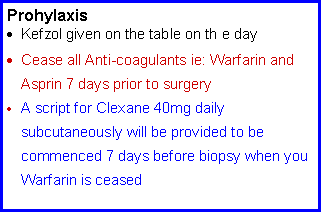 Prohylaxis
• Kefzol given on the table on th e day
• Cease all Anti-coagulants ie: Warfarin and
Asprin 7 days prior to surgery
• A script for Clexane 40mg daily
subcutaneously will be provided to be
commenced 7 days before biopsy when you
Warfarin is ceased